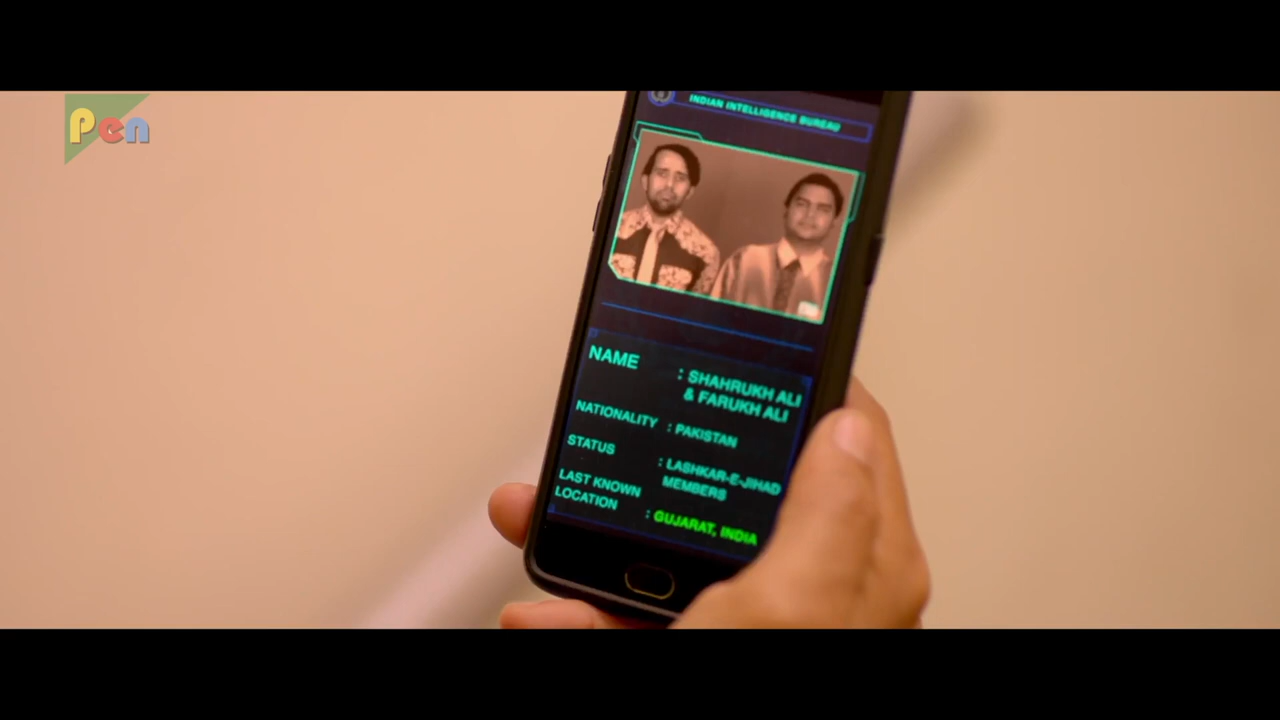 Pen
INDIAN INTELLIGENCE BUREAU
NAME : SHAHRUKH ALI
& FARUKH ALI
NATIONALITY : PAKISTAN
STATUS : LASHKAR-E-JIHAD
MEMBERS
LAST KNOWN
LOCATION : GUJARAT, INDIA